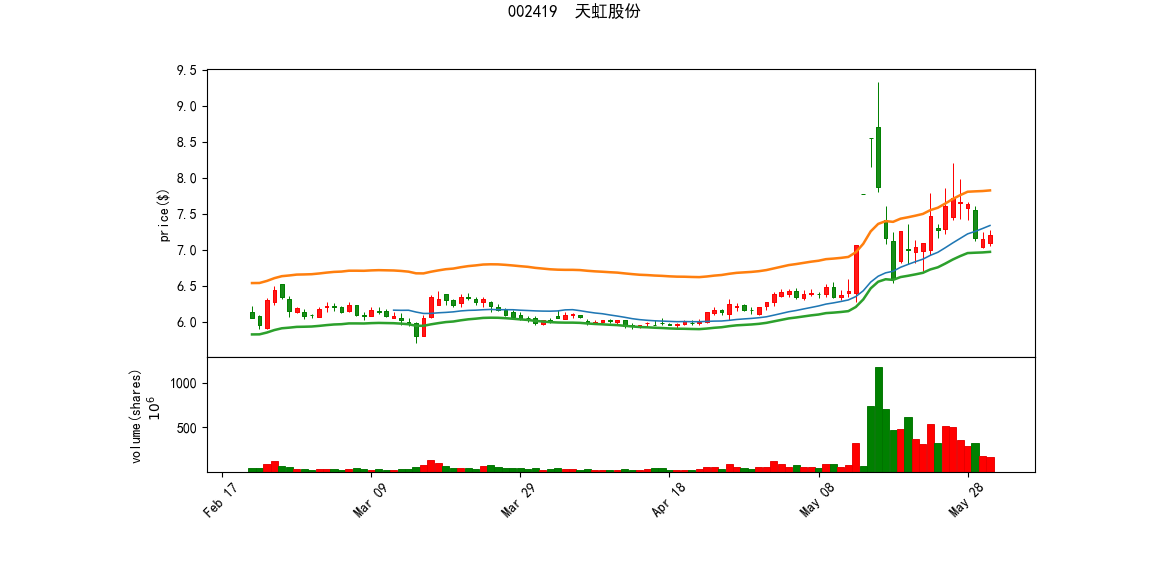 002419  天虹股份
price($)
9.5
9.0
8.5
8.0
7.5
7.0
6.5
6.0
volume(shares)
10^6
1000
500
Feb 17
Mar 09
Mar 29
Apr 18
May 08
May 28